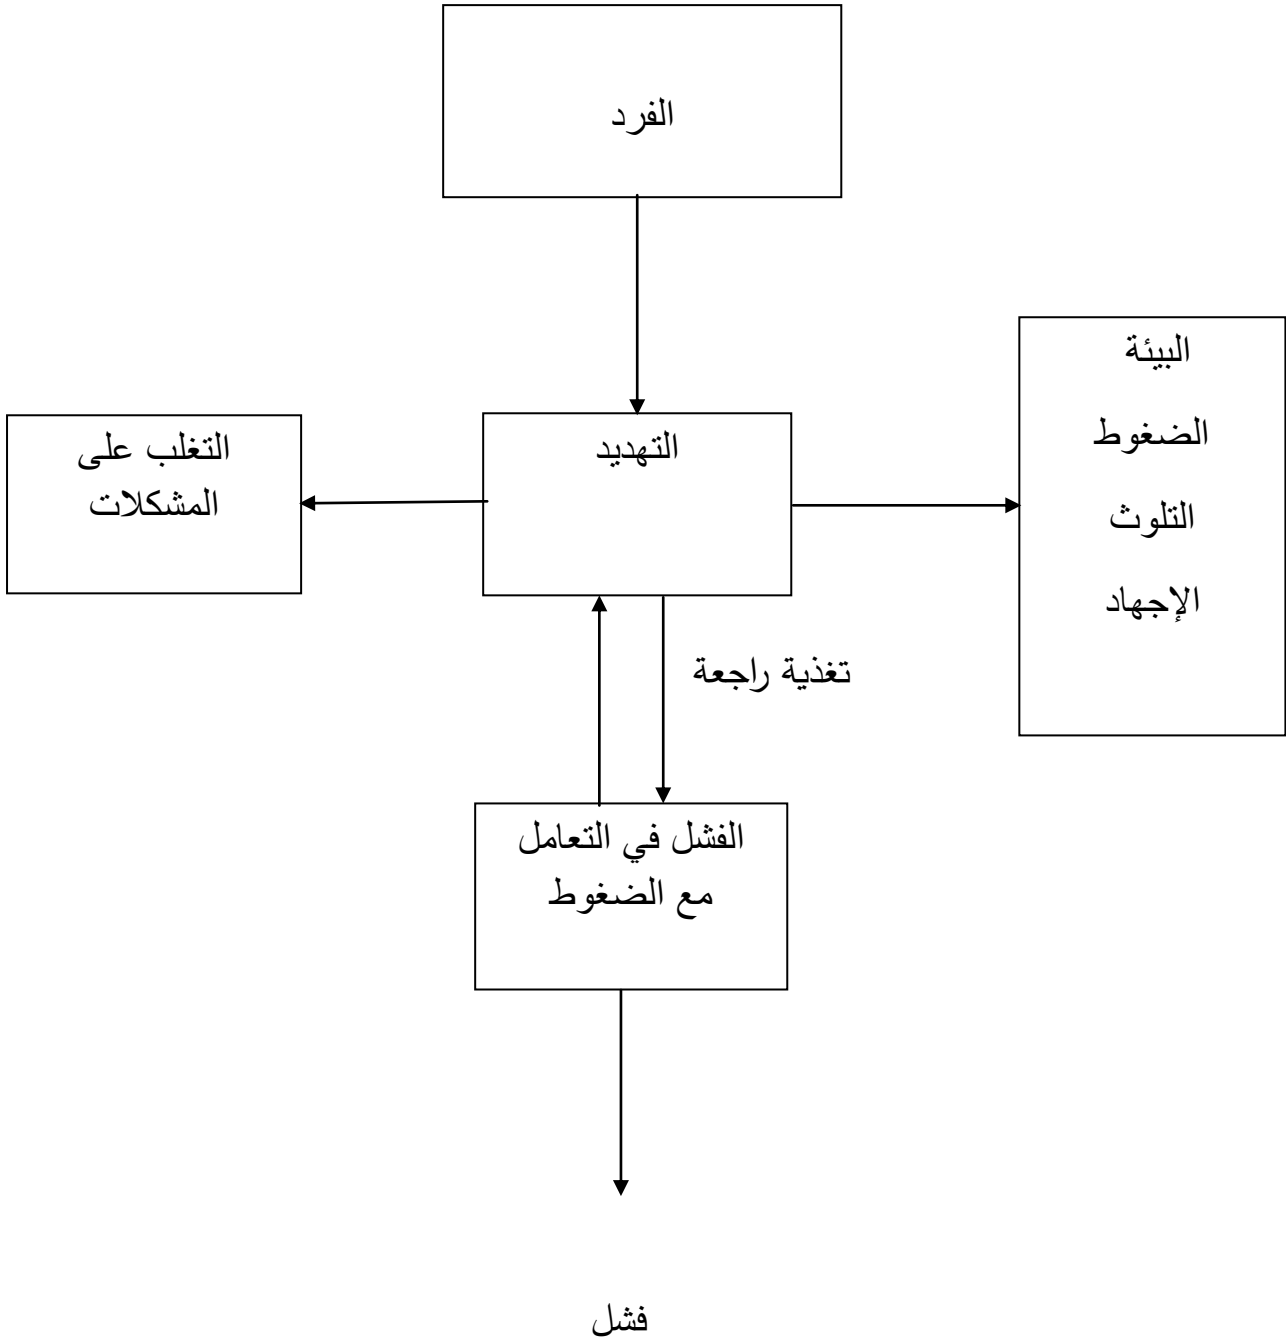 الفرد
البيئة
الضغوط
التلوث
الإجهاد
التهديد
التغلب على
المشكلات
تغذية راجعة
الفشل في التعامل
مع الضغوط
فشل